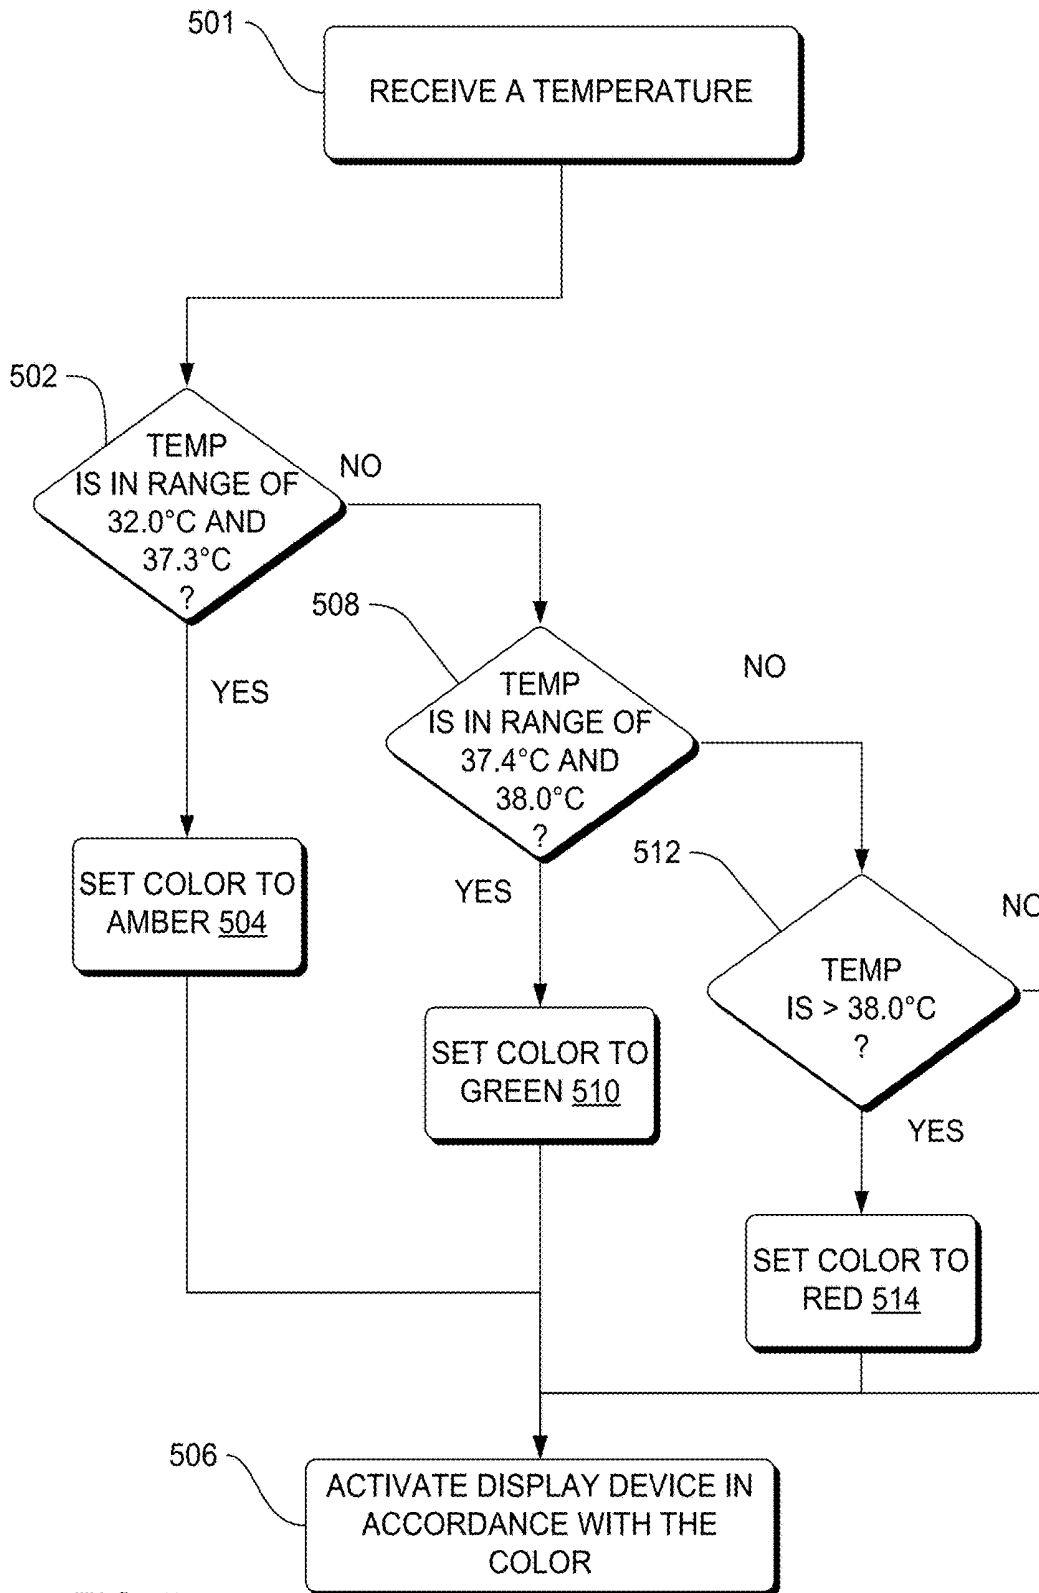 501
RECEIVE A TEMPERATURE
502
TEMP
IS IN RANGE OF
32.0°C AND
37.3°C
?
NO
YES
508
TEMP
IS IN RANGE OF
37.4°C AND
38.0°C
?
NO
YES
SET COLOR TO
AMBER 504
512
TEMP
IS > 38.0°C
?
NO
YES
SET COLOR TO
GREEN 510
SET COLOR TO
RED 514
506
ACTIVATE DISPLAY DEVICE IN
ACCORDANCE WITH THE
COLOR